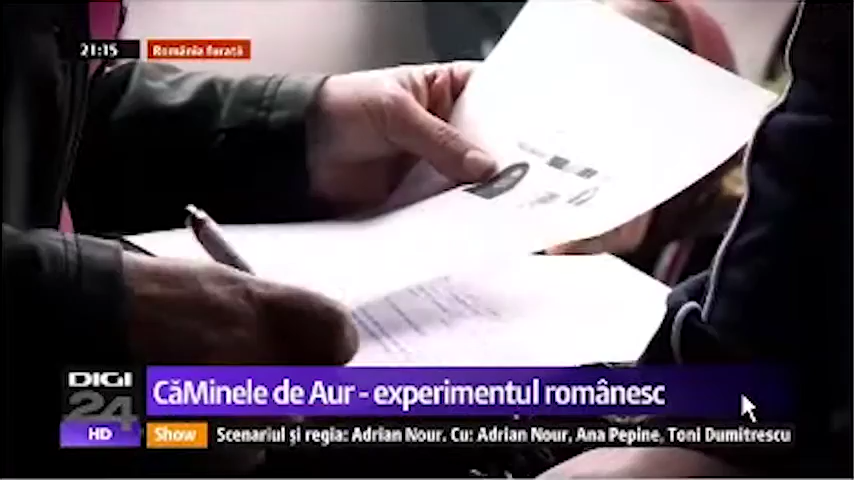 21:15
România furată
DIGI
24
HD
CăMinele de Aur - experimentul românesc
Show
Scenariul și regia: Adrian Nour. Cu: Adrian Nour, Ana Pepine, Toni Dumitrescu